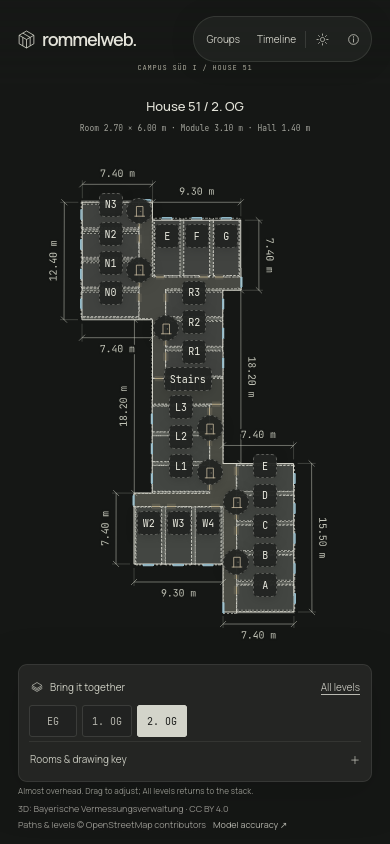 rommelweb.
Groups Timeline
CAMPUS SÜD I / HOUSE 51
House 51 / 2. OG
Room 2.70 × 6.00 m · Module 3.10 m · Hall 1.40 m
7.40 m
9.30 m
N3
N2
N1
N0
E F G
12.40 m
7.40 m
R3
R2
R1
7.40 m
Stairs
18.20 m
18.20 m
L3
L2
L1
7.40 m
E
D
C
B
A
W2 W3 W4
7.40 m
15.50 m
9.30 m
7.40 m
Bring it together All levels
EG 1. OG 2. OG
Rooms & drawing key +
Almost overhead. Drag to adjust; All levels returns to the stack.
3D: Bayerische Vermessungsverwaltung · CC BY 4.0
Paths & levels © OpenStreetMap contributors Model accuracy ↗